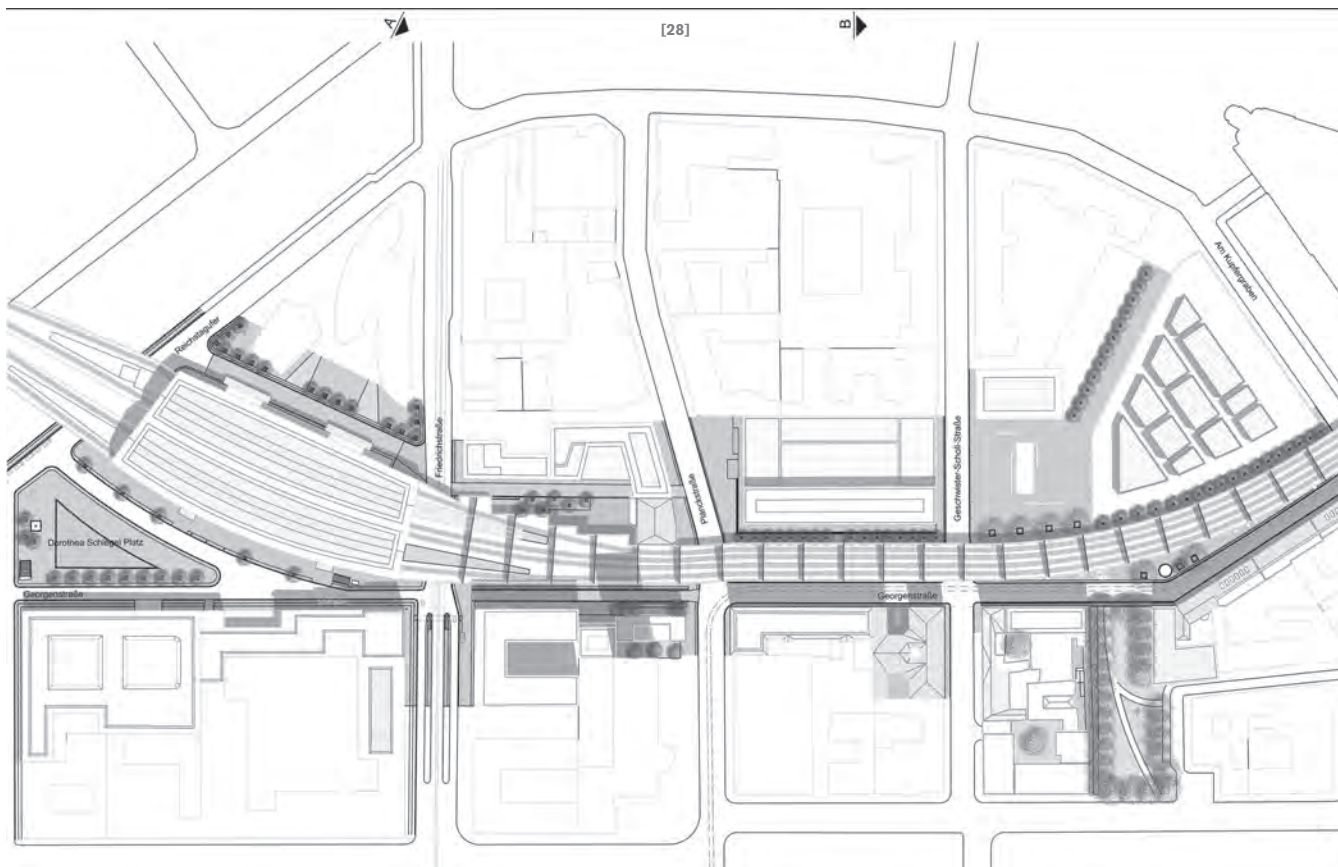 A
[28]
B
Am Kupfergraben
Reichstagufer
Friedrichstraße
Planckstraße
Geschwister-Scholl-Straße
Dorothea Schlegel Platz
Georgenstraße
Georgenstraße